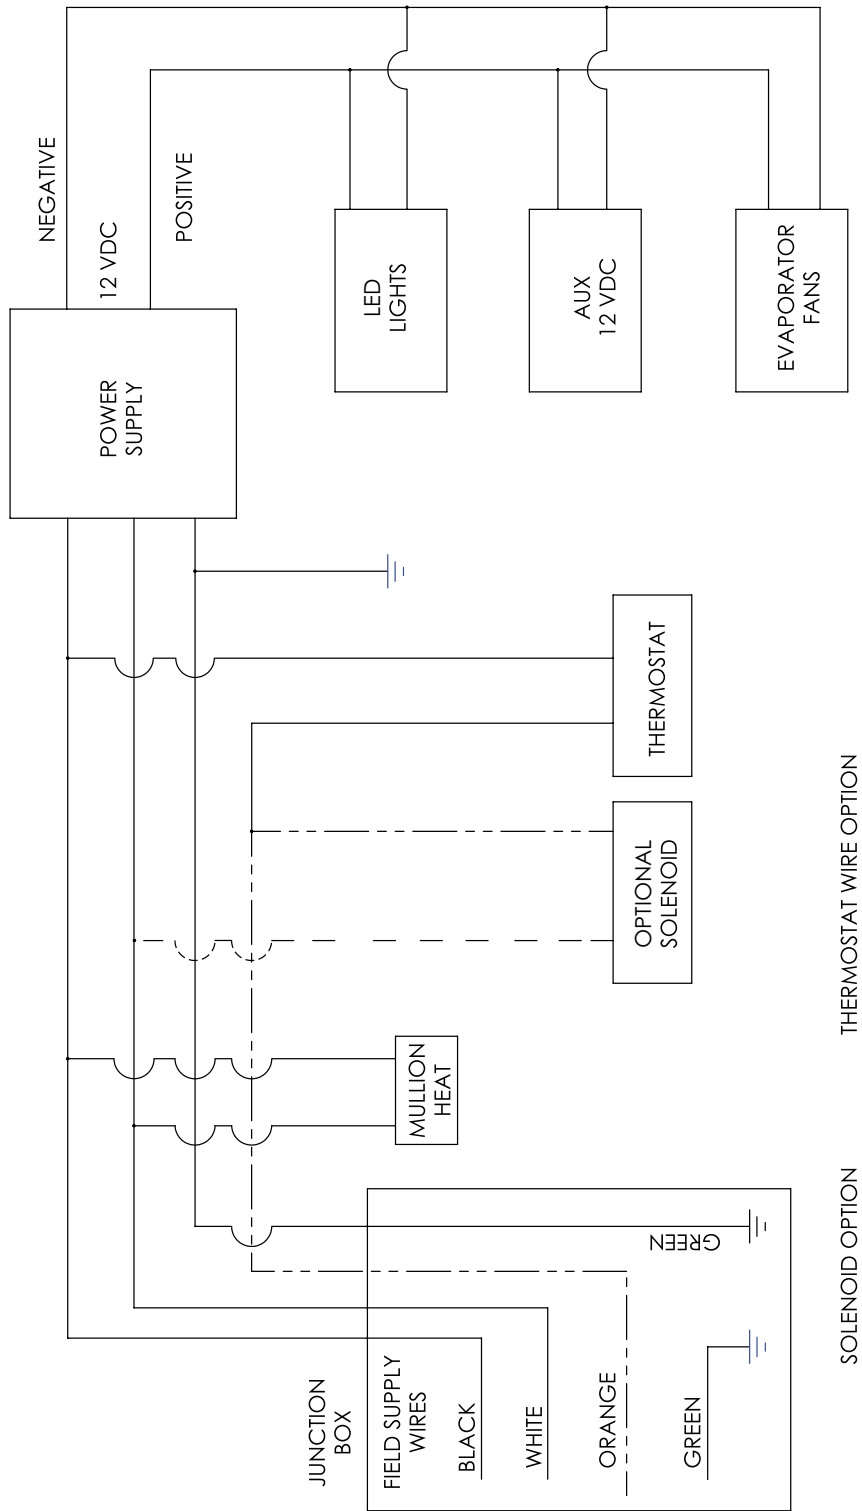 NEGATIVE
12 VDC
POSITIVE
POWER
SUPPLY
LED
LIGHTS
AUX
12 VDC
EVAPORATOR
FANS
THERMOSTAT
OPTIONAL
SOLENOID
MULLION
HEAT
JUNCTION
BOX
FIELD SUPPLY
WIRES
BLACK
WHITE
ORANGE
GREEN
GREEN
SOLENOID OPTION
THERMOSTAT WIRE OPTION